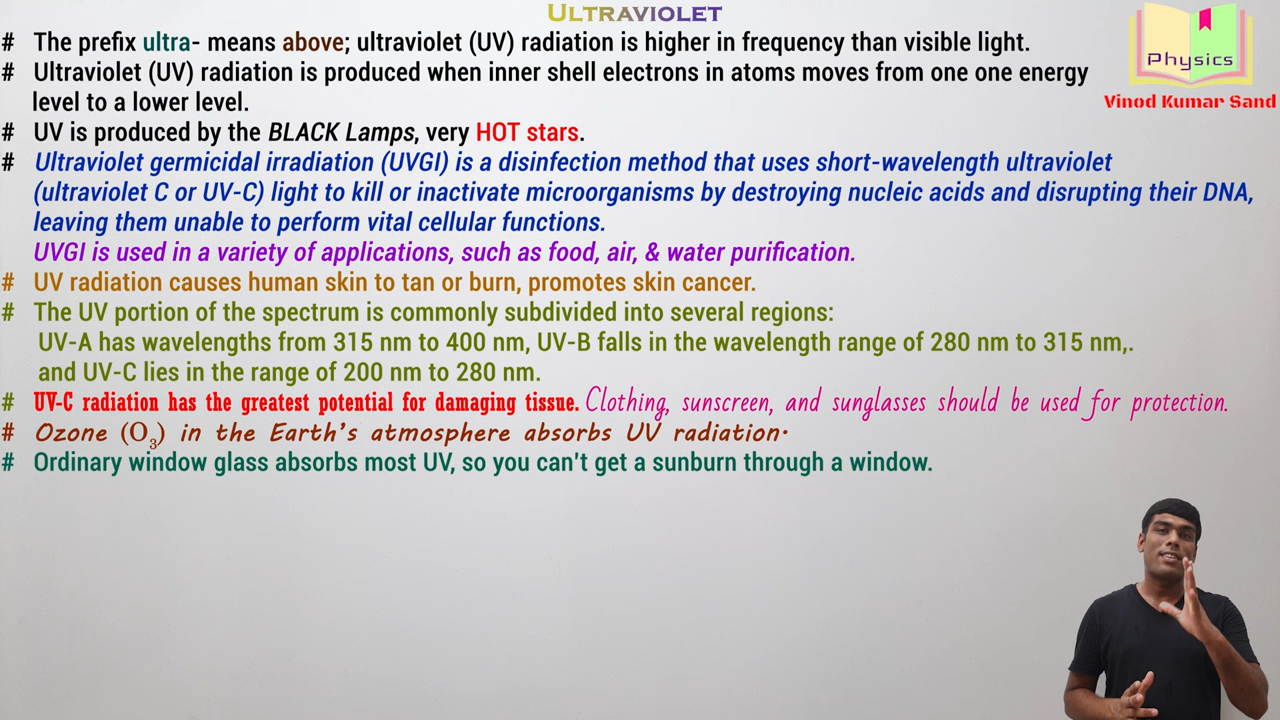 ULTRAVIOLET
# The prefix ultra- means above; ultraviolet (UV) radiation is higher in frequency than visible light.
# Ultraviolet (UV) radiation is produced when inner shell electrons in atoms moves from one one energy
level to a lower level.
# UV is produced by the BLACK Lamps, very HOT stars.
# Ultraviolet germicidal irradiation (UVGI) is a disinfection method that uses short-wavelength ultraviolet
(ultraviolet C or UV-C) light to kill or inactivate microorganisms by destroying nucleic acids and disrupting their DNA,
leaving them unable to perform vital cellular functions.
UVGI is used in a variety of applications, such as food, air, & water purification.
# UV radiation causes human skin to tan or burn, promotes skin cancer.
# The UV portion of the spectrum is commonly subdivided into several regions:
UV-A has wavelengths from 315 nm to 400 nm, UV-B falls in the wavelength range of 280 nm to 315 nm,.
and UV-C lies in the range of 200 nm to 280 nm.
# UV-C radiation has the greatest potential for damaging tissue. Clothing, sunscreen, and sunglasses should be used for protection.
# Ozone (O₃) in the Earth's atmosphere absorbs UV radiation.
# Ordinary window glass absorbs most UV, so you can't get a sunburn through a window.
Physics
Vinod Kumar Sand